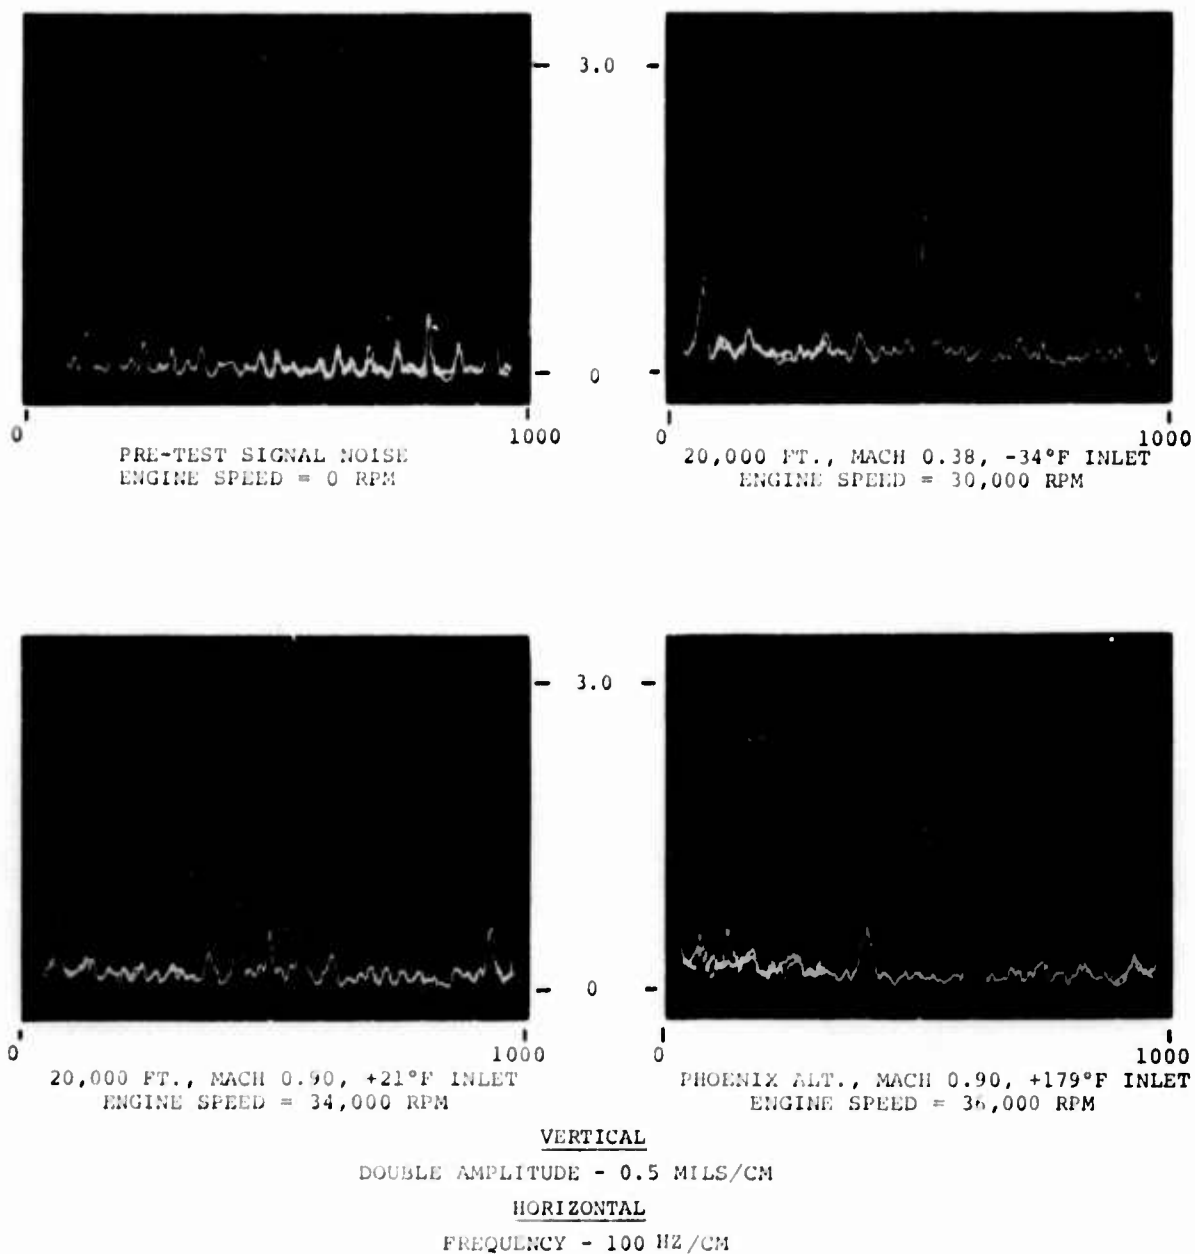 3.0
0
0 1000 0 1000
PRE-TEST SIGNAL NOISE
ENGINE SPEED = 0 RPM
20,000 FT., MACH 0.38, -34°F INLET
ENGINE SPEED = 30,000 RPM
3.0
0
0 1000 0 1000
20,000 FT., MACH 0.90, +21°F INLET
ENGINE SPEED = 34,000 RPM
PHOENIX ALT., MACH 0.90, +179°F INLET
ENGINE SPEED = 36,000 RPM
VERTICAL
DOUBLE AMPLITUDE - 0.5 MILS/CM
HORIZONTAL
FREQUENCY - 100 HZ/CM